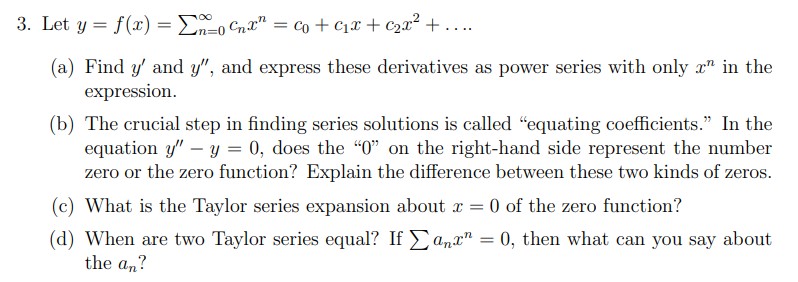 3. Let y = f(x) = ∑_{n=0}^{∞} c_n x^n = c_0 + c_1 x + c_2 x^2 + ....
(a) Find y′ and y″, and express these derivatives as power series with only x^n in the
expression.
(b) The crucial step in finding series solutions is called “equating coefficients.” In the
equation y″ − y = 0, does the “0” on the right-hand side represent the number
zero or the zero function? Explain the difference between these two kinds of zeros.
(c) What is the Taylor series expansion about x = 0 of the zero function?
(d) When are two Taylor series equal? If ∑ a_n x^n = 0, then what can you say about
the a_n?